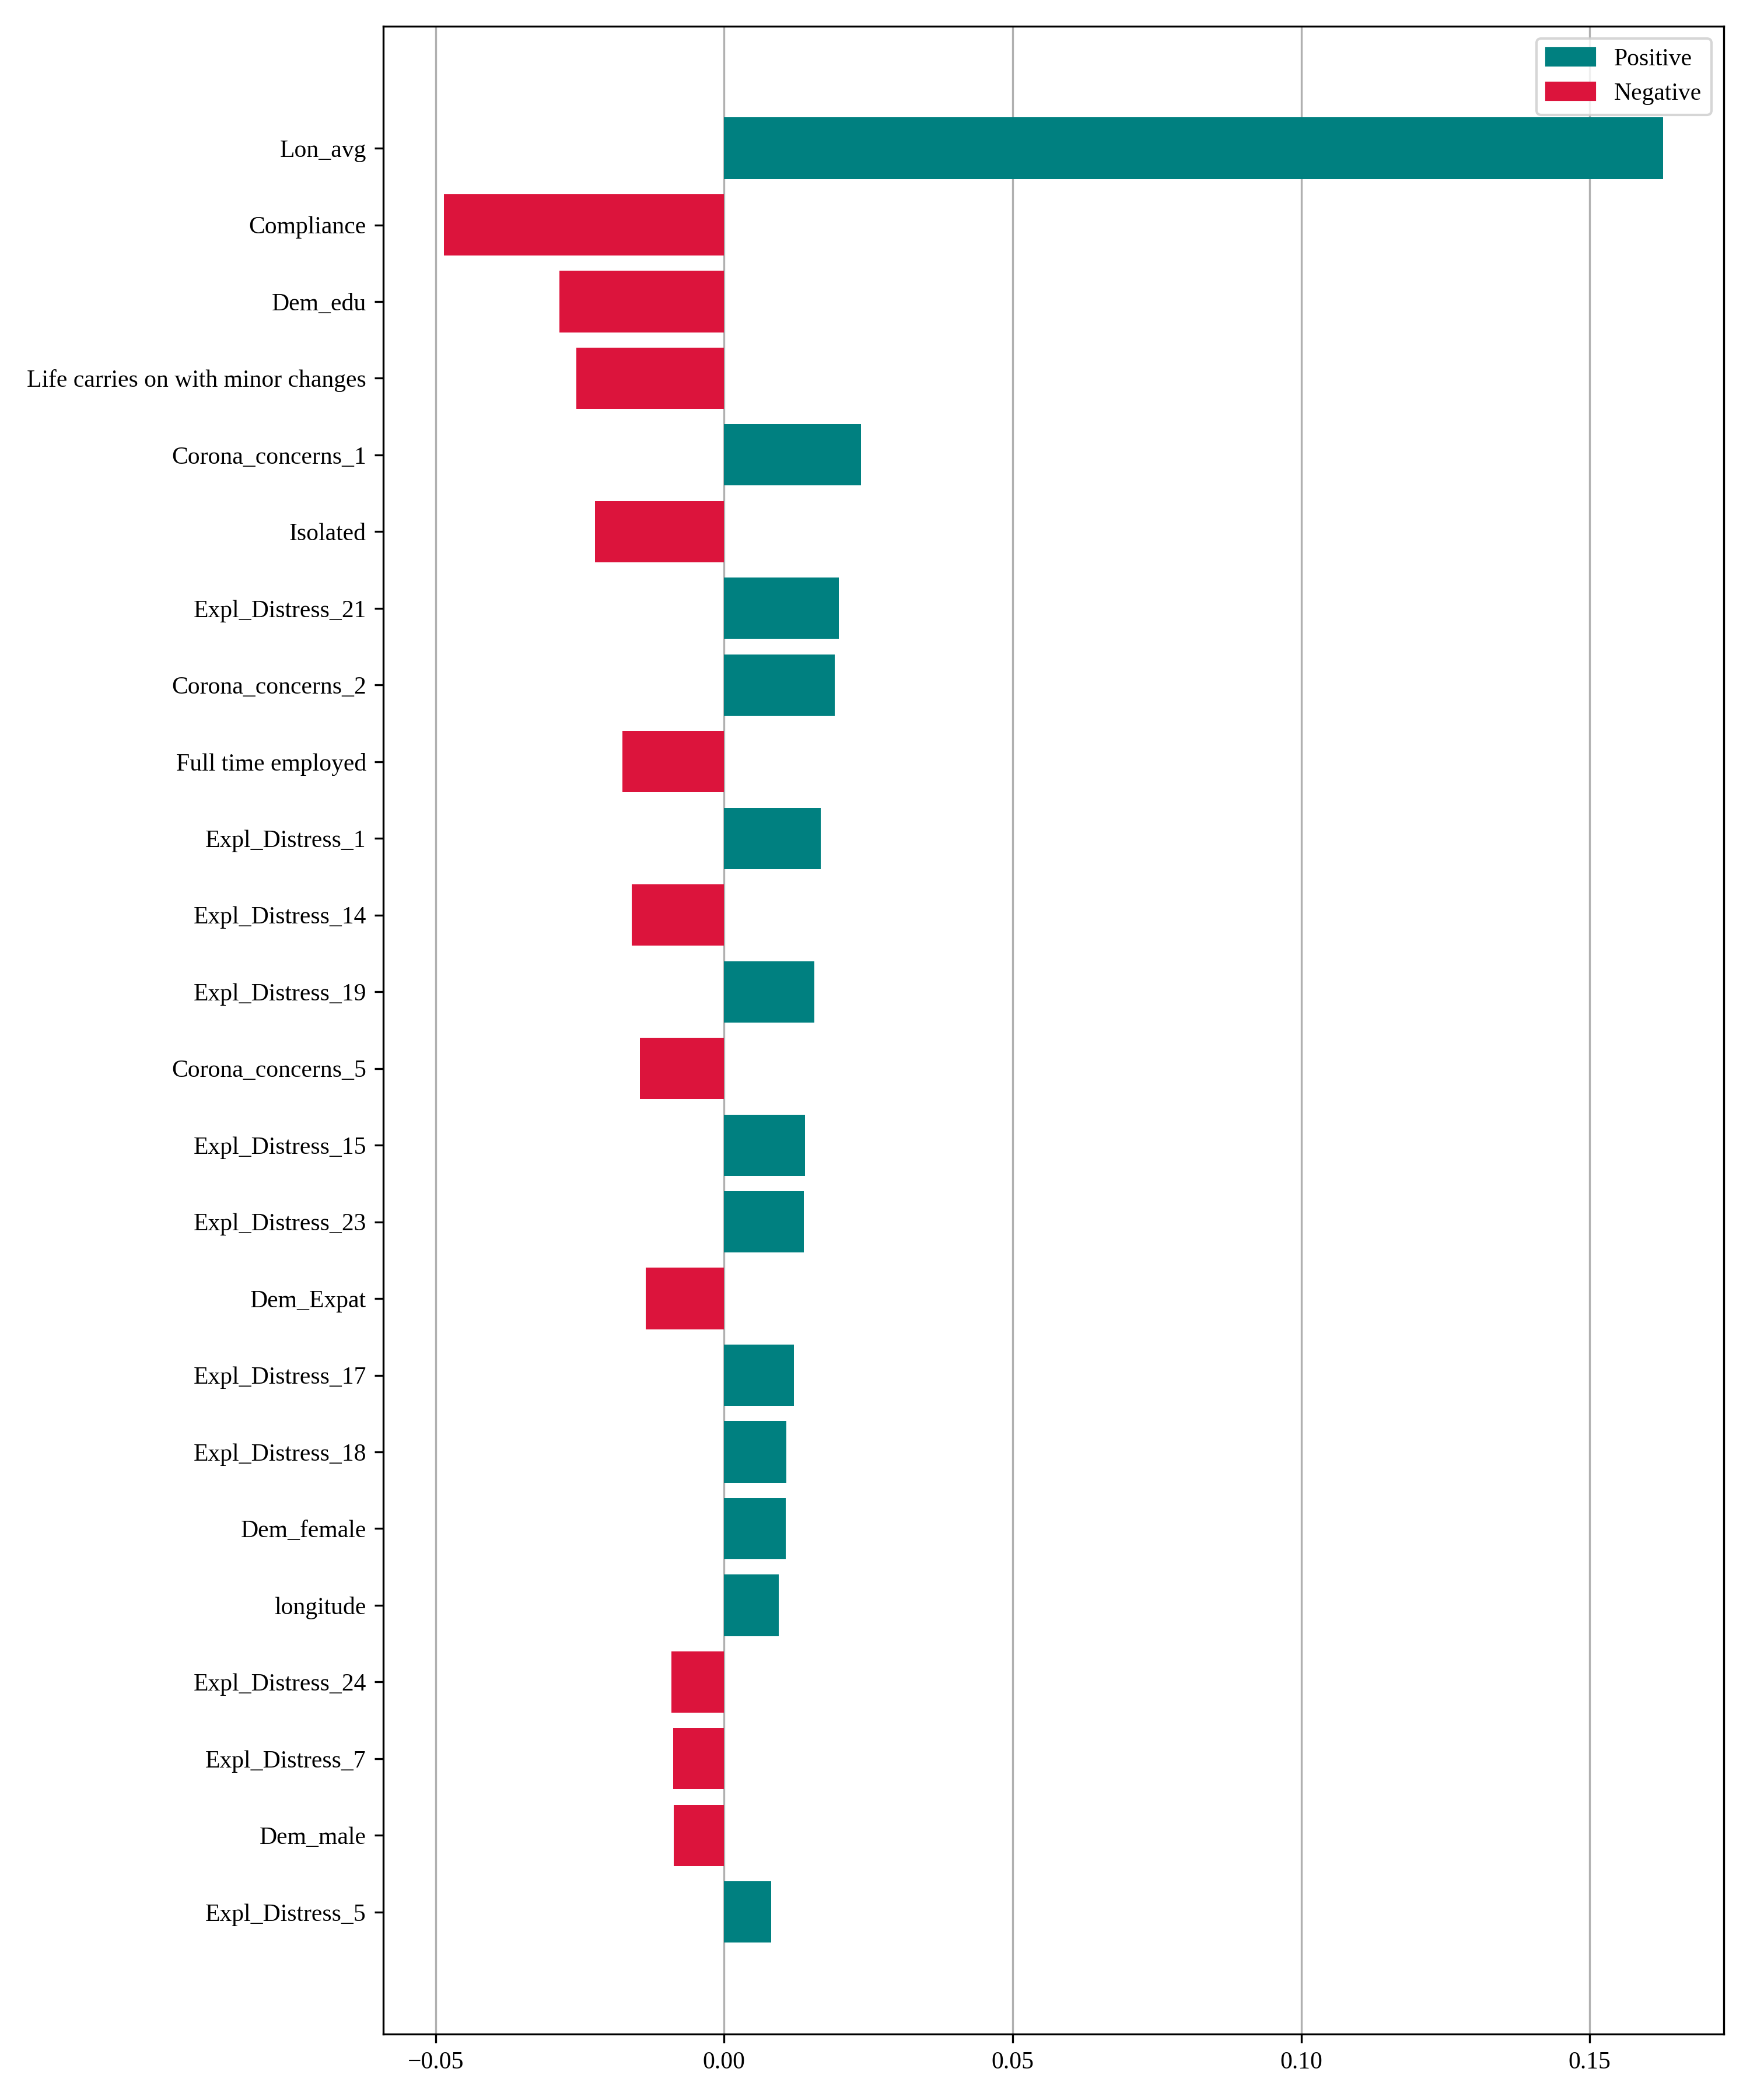 Positive
Negative
Lon_avg
Compliance
Dem_edu
Life carries on with minor changes
Corona_concerns_1
Isolated
Expl_Distress_21
Corona_concerns_2
Full time employed
Expl_Distress_1
Expl_Distress_14
Expl_Distress_19
Corona_concerns_5
Expl_Distress_15
Expl_Distress_23
Dem_Expat
Expl_Distress_17
Expl_Distress_18
Dem_female
longitude
Expl_Distress_24
Expl_Distress_7
Dem_male
Expl_Distress_5
−0.05 0.00 0.05 0.10 0.15